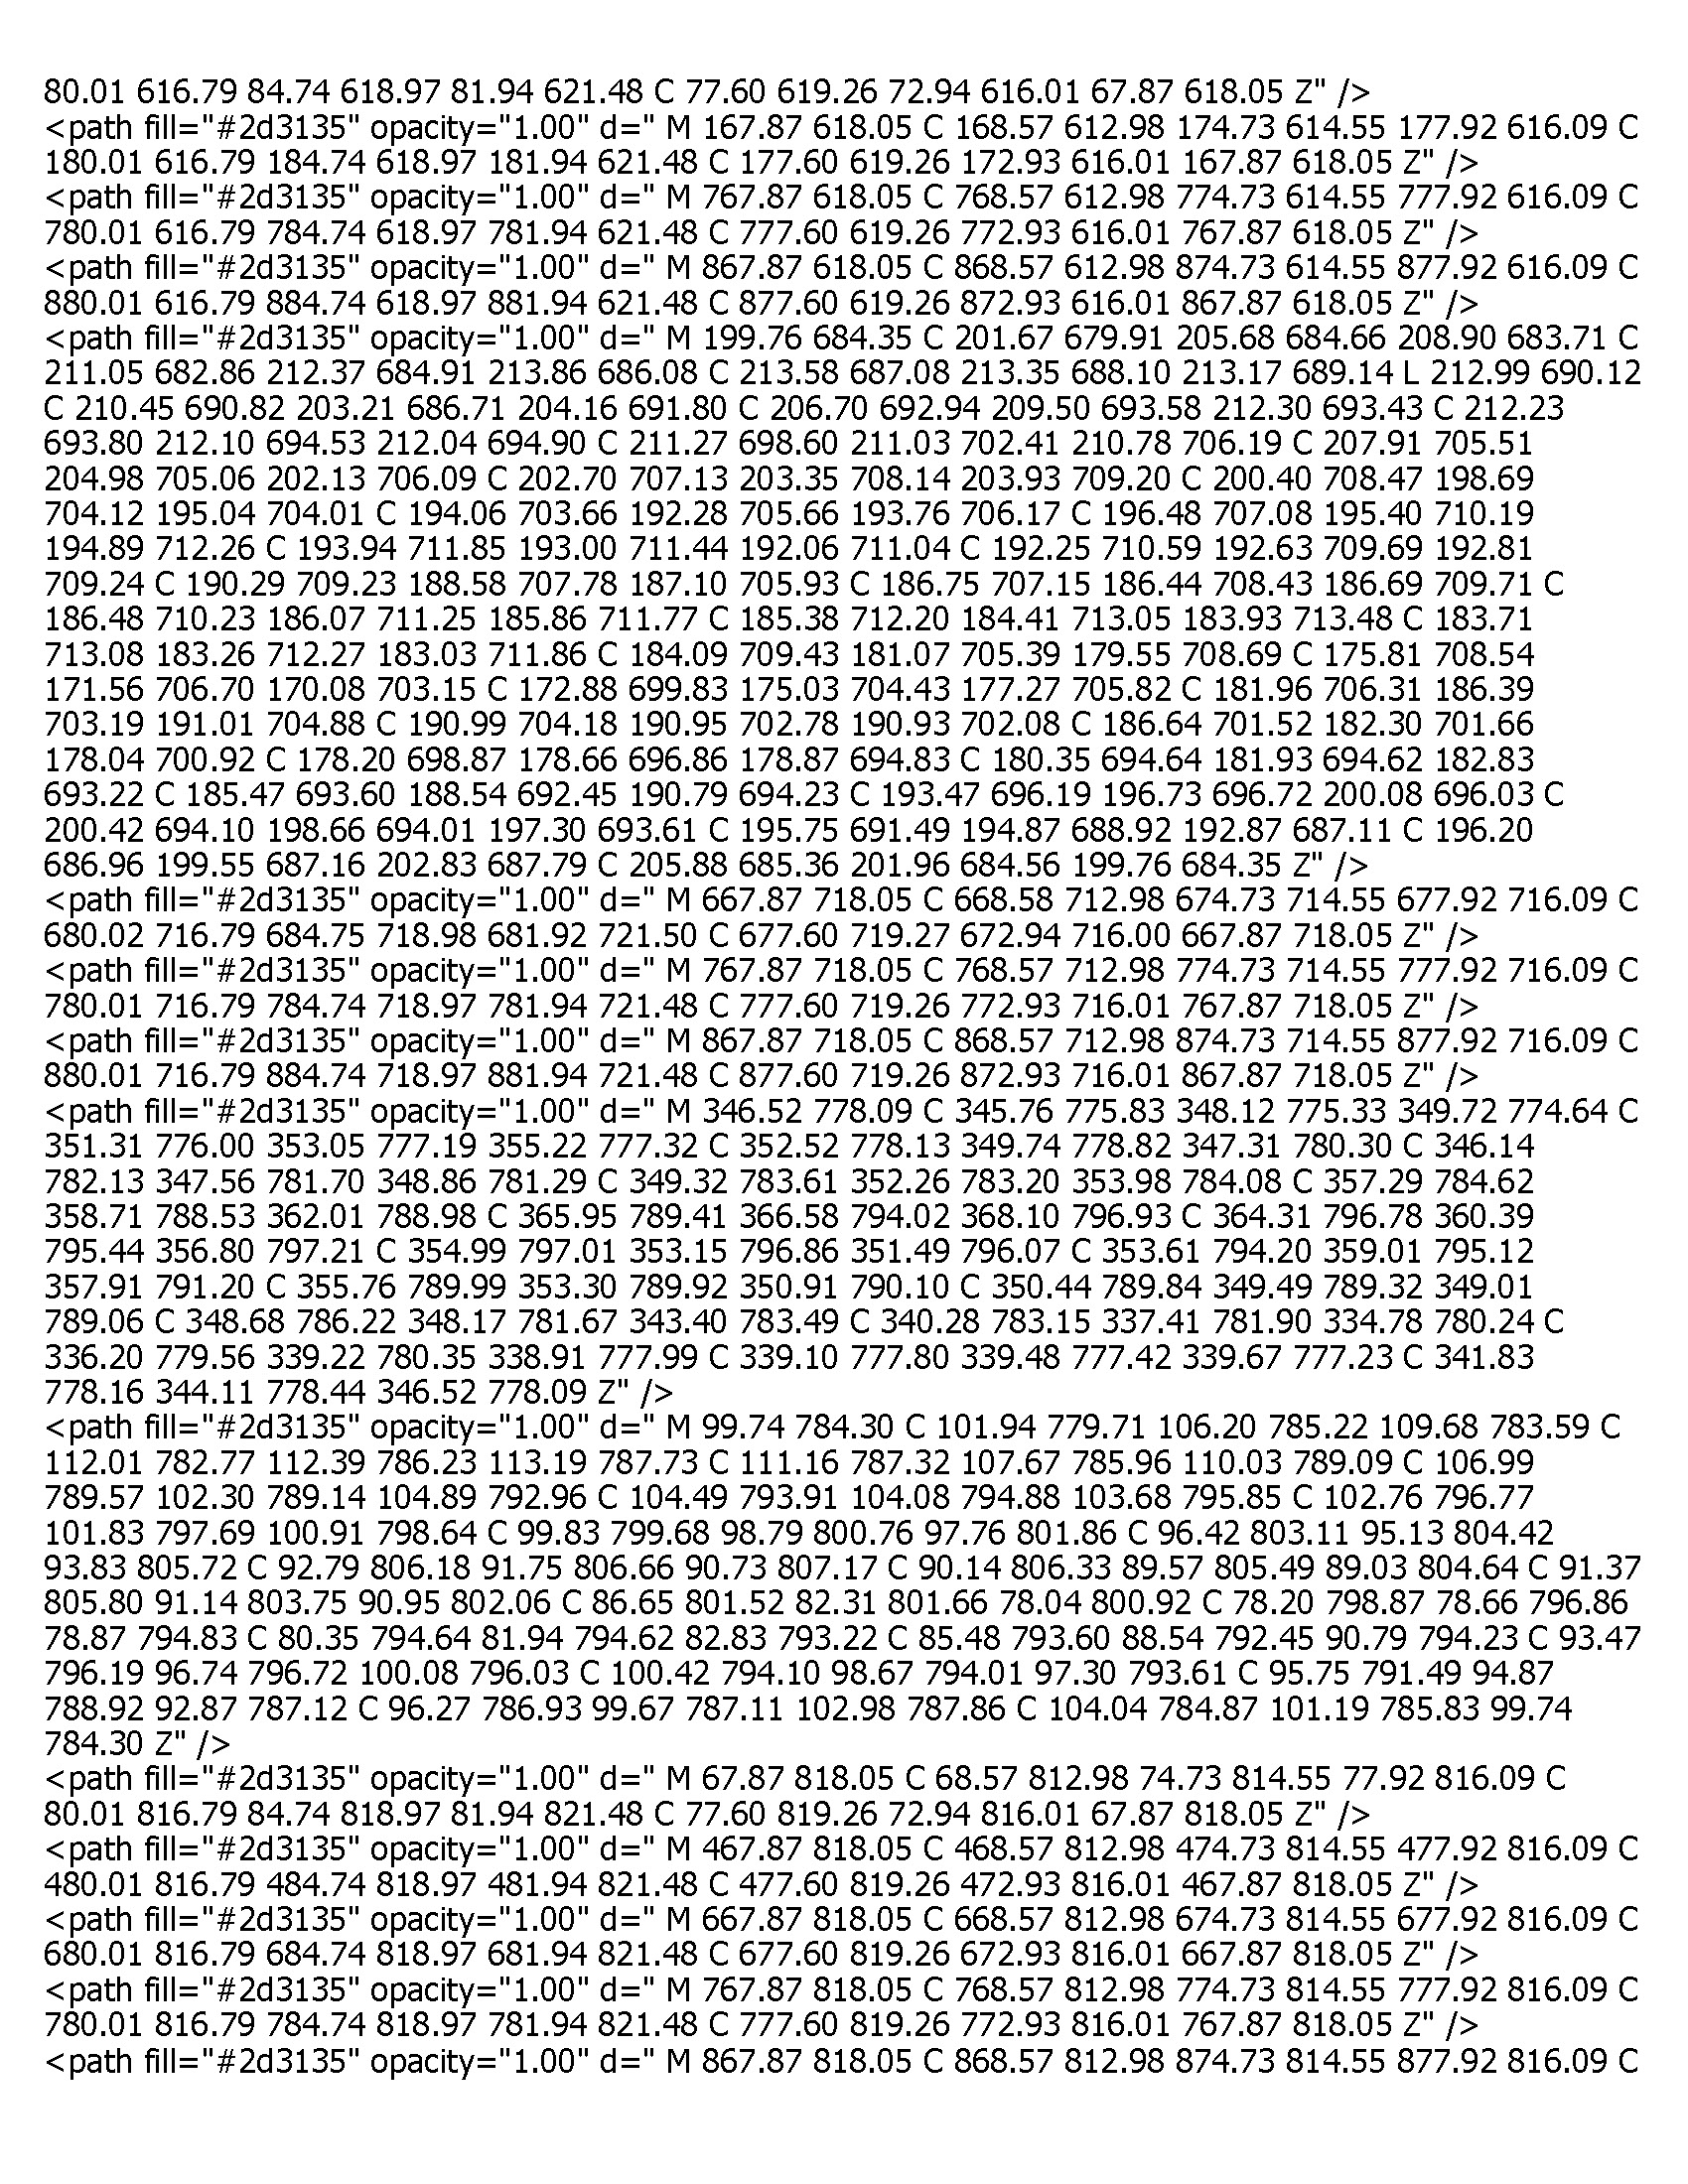 80.01 616.79 84.74 618.97 81.94 621.48 C 77.60 619.26 72.94 616.01 67.87 618.05 Z" />
<path fill="#2d3135" opacity="1.00" d=" M 167.87 618.05 C 168.57 612.98 174.73 614.55 177.92 616.09 C
180.01 616.79 184.74 618.97 181.94 621.48 C 177.60 619.26 172.93 616.01 167.87 618.05 Z" />
<path fill="#2d3135" opacity="1.00" d=" M 767.87 618.05 C 768.57 612.98 774.73 614.55 777.92 616.09 C
780.01 616.79 784.74 618.97 781.94 621.48 C 777.60 619.26 772.93 616.01 767.87 618.05 Z" />
<path fill="#2d3135" opacity="1.00" d=" M 867.87 618.05 C 868.57 612.98 874.73 614.55 877.92 616.09 C
880.01 616.79 884.74 618.97 881.94 621.48 C 877.60 619.26 872.93 616.01 867.87 618.05 Z" />
<path fill="#2d3135" opacity="1.00" d=" M 199.76 684.35 C 201.67 679.91 205.68 684.66 208.90 683.71 C
211.05 682.86 212.37 684.91 213.86 686.08 C 213.58 687.08 213.35 688.10 213.17 689.14 L 212.99 690.12
C 210.45 690.82 203.21 686.71 204.16 691.80 C 206.70 692.94 209.50 693.58 212.30 693.43 C 212.23
693.80 212.10 694.53 212.04 694.90 C 211.27 698.60 211.03 702.41 210.78 706.19 C 207.91 705.51
204.98 705.06 202.13 706.09 C 202.70 707.13 203.35 708.14 203.93 709.20 C 200.40 708.47 198.69
704.12 195.04 704.01 C 194.06 703.66 192.28 705.66 193.76 706.17 C 196.48 707.08 195.40 710.19
194.89 712.26 C 193.94 711.85 193.00 711.44 192.06 711.04 C 192.25 710.59 192.63 709.69 192.81
709.24 C 190.29 709.23 188.58 707.78 187.10 705.93 C 186.75 707.15 186.44 708.43 186.69 709.71 C
186.48 710.23 186.07 711.25 185.86 711.77 C 185.38 712.20 184.41 713.05 183.93 713.48 C 183.71
713.08 183.26 712.27 183.03 711.86 C 184.09 709.43 181.07 705.39 179.55 708.69 C 175.81 708.54
171.56 706.70 170.08 703.15 C 172.88 699.83 175.03 704.43 177.27 705.82 C 181.96 706.31 186.39
703.19 191.01 704.88 C 190.99 704.18 190.95 702.78 190.93 702.08 C 186.64 701.52 182.30 701.66
178.04 700.92 C 178.20 698.87 178.66 696.86 178.87 694.83 C 180.35 694.64 181.93 694.62 182.83
693.22 C 185.47 693.60 188.54 692.45 190.79 694.23 C 193.47 696.19 196.73 696.72 200.08 696.03 C
200.42 694.10 198.66 694.01 197.30 693.61 C 195.75 691.49 194.87 688.92 192.87 687.11 C 196.20
686.96 199.55 687.16 202.83 687.79 C 205.88 685.36 201.96 684.56 199.76 684.35 Z" />
<path fill="#2d3135" opacity="1.00" d=" M 667.87 718.05 C 668.58 712.98 674.73 714.55 677.92 716.09 C
680.02 716.79 684.75 718.98 681.92 721.50 C 677.60 719.27 672.94 716.00 667.87 718.05 Z" />
<path fill="#2d3135" opacity="1.00" d=" M 767.87 718.05 C 768.57 712.98 774.73 714.55 777.92 716.09 C
780.01 716.79 784.74 718.97 781.94 721.48 C 777.60 719.26 772.93 716.01 767.87 718.05 Z" />
<path fill="#2d3135" opacity="1.00" d=" M 867.87 718.05 C 868.57 712.98 874.73 714.55 877.92 716.09 C
880.01 716.79 884.74 718.97 881.94 721.48 C 877.60 719.26 872.93 716.01 867.87 718.05 Z" />
<path fill="#2d3135" opacity="1.00" d=" M 346.52 778.09 C 345.76 775.83 348.12 775.33 349.72 774.64 C
351.31 776.00 353.05 777.19 355.22 777.32 C 352.52 778.13 349.74 778.82 347.31 780.30 C 346.14
782.13 347.56 781.70 348.86 781.29 C 349.32 783.61 352.26 783.20 353.98 784.08 C 357.29 784.62
358.71 788.53 362.01 788.98 C 365.95 789.41 366.58 794.02 368.10 796.93 C 364.31 796.78 360.39
795.44 356.80 797.21 C 354.99 797.01 353.15 796.86 351.49 796.07 C 353.61 794.20 359.01 795.12
357.91 791.20 C 355.76 789.99 353.30 789.92 350.91 790.10 C 350.44 789.84 349.49 789.32 349.01
789.06 C 348.68 786.22 348.17 781.67 343.40 783.49 C 340.28 783.15 337.41 781.90 334.78 780.24 C
336.20 779.56 339.22 780.35 338.91 777.99 C 339.10 777.80 339.48 777.42 339.67 777.23 C 341.83
778.16 344.11 778.44 346.52 778.09 Z" />
<path fill="#2d3135" opacity="1.00" d=" M 99.74 784.30 C 101.94 779.71 106.20 785.22 109.68 783.59 C
112.01 782.77 112.39 786.23 113.19 787.73 C 111.16 787.32 107.67 785.96 110.03 789.09 C 106.99
789.57 102.30 789.14 104.89 792.96 C 104.49 793.91 104.08 794.88 103.68 795.85 C 102.76 796.77
101.83 797.69 100.91 798.64 C 99.83 799.68 98.79 800.76 97.76 801.86 C 96.42 803.11 95.13 804.42
93.83 805.72 C 92.79 806.18 91.75 806.66 90.73 807.17 C 90.14 806.33 89.57 805.49 89.03 804.64 C 91.37
805.80 91.14 803.75 90.95 802.06 C 86.65 801.52 82.31 801.66 78.04 800.92 C 78.20 798.87 78.66 796.86
78.87 794.83 C 80.35 794.64 81.94 794.62 82.83 793.22 C 85.48 793.60 88.54 792.45 90.79 794.23 C 93.47
796.19 96.74 796.72 100.08 796.03 C 100.42 794.10 98.67 794.01 97.30 793.61 C 95.75 791.49 94.87
788.92 92.87 787.12 C 96.27 786.93 99.67 787.11 102.98 787.86 C 104.04 784.87 101.19 785.83 99.74
784.30 Z" />
<path fill="#2d3135" opacity="1.00" d=" M 67.87 818.05 C 68.57 812.98 74.73 814.55 77.92 816.09 C
80.01 816.79 84.74 818.97 81.94 821.48 C 77.60 819.26 72.94 816.01 67.87 818.05 Z" />
<path fill="#2d3135" opacity="1.00" d=" M 467.87 818.05 C 468.57 812.98 474.73 814.55 477.92 816.09 C
480.01 816.79 484.74 818.97 481.94 821.48 C 477.60 819.26 472.93 816.01 467.87 818.05 Z" />
<path fill="#2d3135" opacity="1.00" d=" M 667.87 818.05 C 668.57 812.98 674.73 814.55 677.92 816.09 C
680.01 816.79 684.74 818.97 681.94 821.48 C 677.60 819.26 672.93 816.01 667.87 818.05 Z" />
<path fill="#2d3135" opacity="1.00" d=" M 767.87 818.05 C 768.57 812.98 774.73 814.55 777.92 816.09 C
780.01 816.79 784.74 818.97 781.94 821.48 C 777.60 819.26 772.93 816.01 767.87 818.05 Z" />
<path fill="#2d3135" opacity="1.00" d=" M 867.87 818.05 C 868.57 812.98 874.73 814.55 877.92 816.09 C